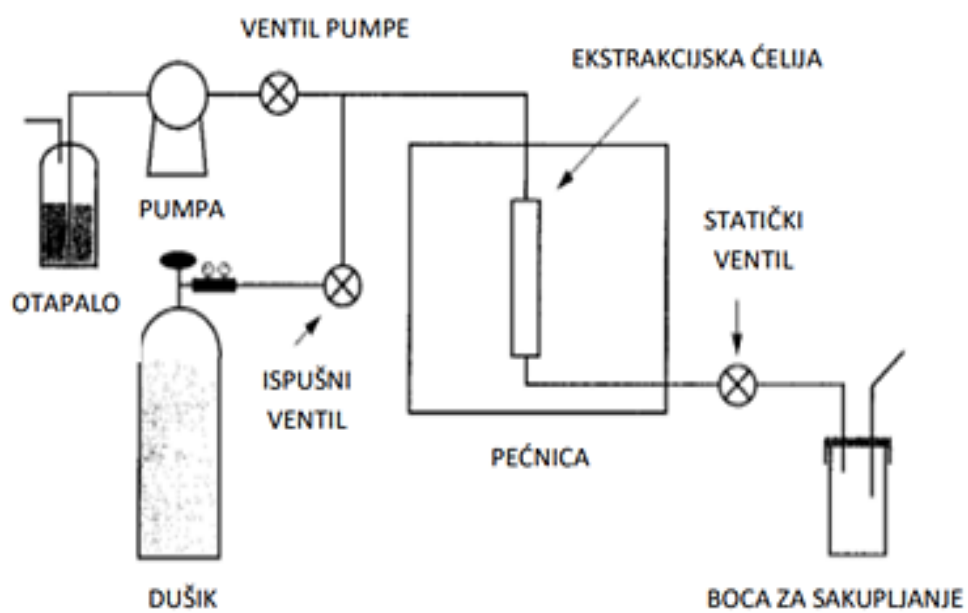 VENTIL PUMPE
EKSTRAKCIJSKA ĆELIJA
PUMPA
STATIČKI
VENTIL
OTAPALO
ISPUŠNI
VENTIL
PEĆNICA
DUŠIK
BOCA ZA SAKUPLJANJE